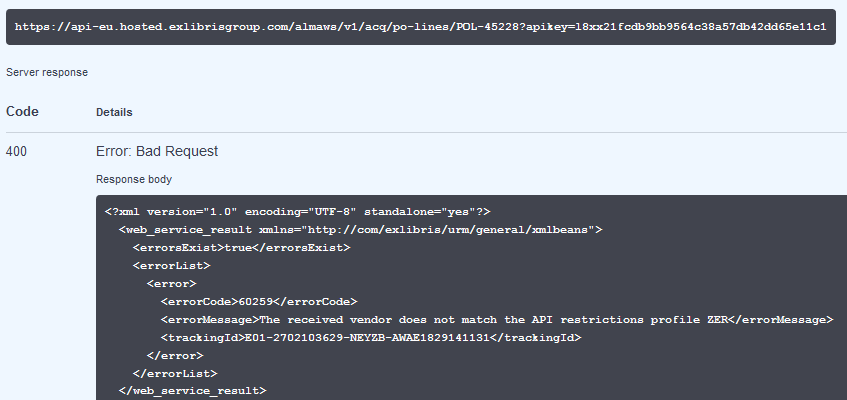 https://api-eu.hosted.exlibrisgroup.com/almaws/v1/acq/po-lines/POL-45228?apikey=l8xx21fcdb9bb9564c38a57db42dd65e11c1
Server response
Code Details
400 Error: Bad Request
Response body
<?xml version="1.0" encoding="UTF-8" standalone="yes"?>
<web_service_result xmlns="http://com/exlibris/urm/general/xmlbeans">
<errorsExist>true</errorsExist>
<errorList>
<error>
<errorCode>60259</errorCode>
<errorMessage>The received vendor does not match the API restrictions profile ZER</errorMessage>
<trackingId>E01-2702103629-NEYZB-AWAE1829141131</trackingId>
</error>
</errorList>
</web_service_result>